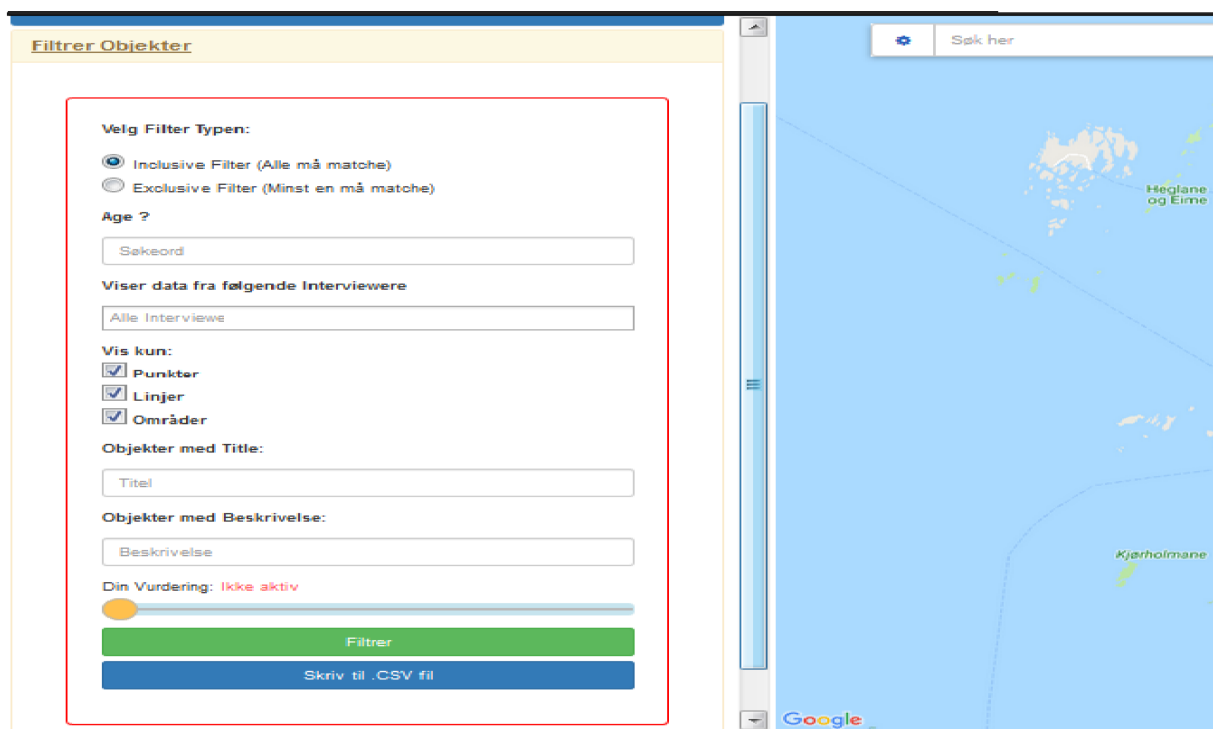 Filtrer Objekter
Søk her
Velg Filter Typen:
Inclusive Filter (Alle må matche)
Exclusive Filter (Minst en må matche)
Age ?
Søkeord
Viser data fra følgende Interviewere
Alle Interviewe
Vis kun:
Punkter
Linjer
Områder
Objekter med Title:
Titel
Objekter med Beskrivelse:
Beskrivelse
Din Vurdering: Ikke aktiv
Filtrer
Skriv til .CSV fil
Heglane
og Eime
Kjørholmane
Google